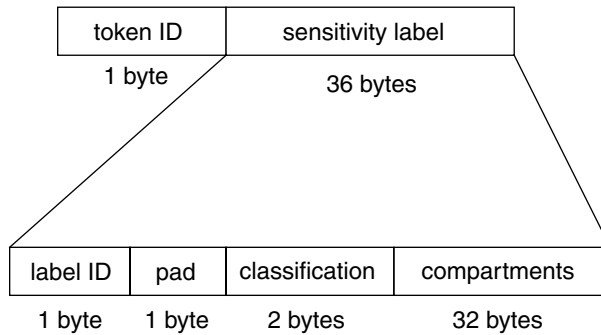 token ID sensitivity label
1 byte 36 bytes
label ID pad classification compartments
1 byte 1 byte 2 bytes 32 bytes